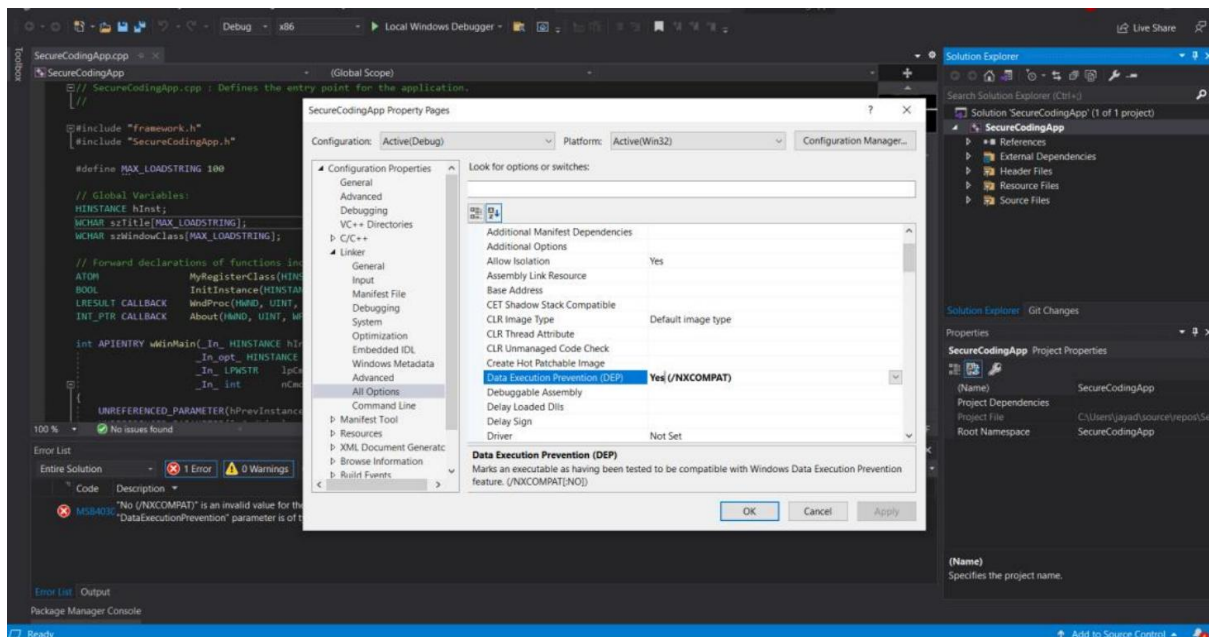 Debug
x86
Local Windows Debugger
Live Share
Toolbox
SecureCodingApp.cpp
SecureCodingApp
(Global Scope)
// SecureCodingApp.cpp : Defines the entry point for the application.
//
#include "framework.h"
#include "SecureCodingApp.h"
#define MAX_LOADSTRING 100
// Global Variables:
HINSTANCE hInst;
WCHAR szTitle[MAX_LOADSTRING];
WCHAR szWindowClass[MAX_LOADSTRING];
// Forward declarations of functions inc
ATOM MyRegisterClass(HINS
BOOL InitInstance(HINSTAN
LRESULT CALLBACK WndProc(HWND, UINT,
INT_PTR CALLBACK About(HWND, UINT, WP
int APIENTRY wWinMain(_In_ HINSTANCE hIn
_In_opt_ HINSTANCE
_In_ LPWSTR lpCm
_In_ int nCmd
{
UNREFERENCED_PARAMETER(hPrevInstance
100 %
No issues found
Error List
Entire Solution
1 Error
0 Warnings
Code
Description
MSB4030
"No (/NXCOMPAT)" is an invalid value for the
"DataExecutionPrevention" parameter is of t
Error List
Output
Package Manager Console
Ready
Add to Source Control
SecureCodingApp Property Pages
?
Configuration:
Active(Debug)
Platform:
Active(Win32)
Configuration Manager...
Configuration Properties
General
Advanced
Debugging
VC++ Directories
C/C++
Linker
General
Input
Manifest File
Debugging
System
Optimization
Embedded IDL
Windows Metadata
Advanced
All Options
Command Line
Manifest Tool
Resources
XML Document Generatc
Browse Information
Build Events
Look for options or switches:
Additional Manifest Dependencies
Additional Options
Allow Isolation Yes
Assembly Link Resource
Base Address
CET Shadow Stack Compatible
CLR Image Type Default image type
CLR Thread Attribute
CLR Unmanaged Code Check
Create Hot Patchable Image
Data Execution Prevention (DEP) Yes (/NXCOMPAT)
Debuggable Assembly
Delay Loaded Dlls
Delay Sign
Driver Not Set
Data Execution Prevention (DEP)
Marks an executable as having been tested to be compatible with Windows Data Execution Prevention
feature. (/NXCOMPAT[:NO])
OK
Cancel
Apply
Solution Explorer
Search Solution Explorer (Ctrl+;)
Solution 'SecureCodingApp' (1 of 1 project)
SecureCodingApp
References
External Dependencies
Header Files
Resource Files
Source Files
Solution Explorer
Git Changes
Properties
SecureCodingApp Project Properties
(Name) SecureCodingApp
Project Dependencies
Project File C:\Users\jayad\source\repos\Se
Root Namespace SecureCodingApp
(Name)
Specifies the project name.